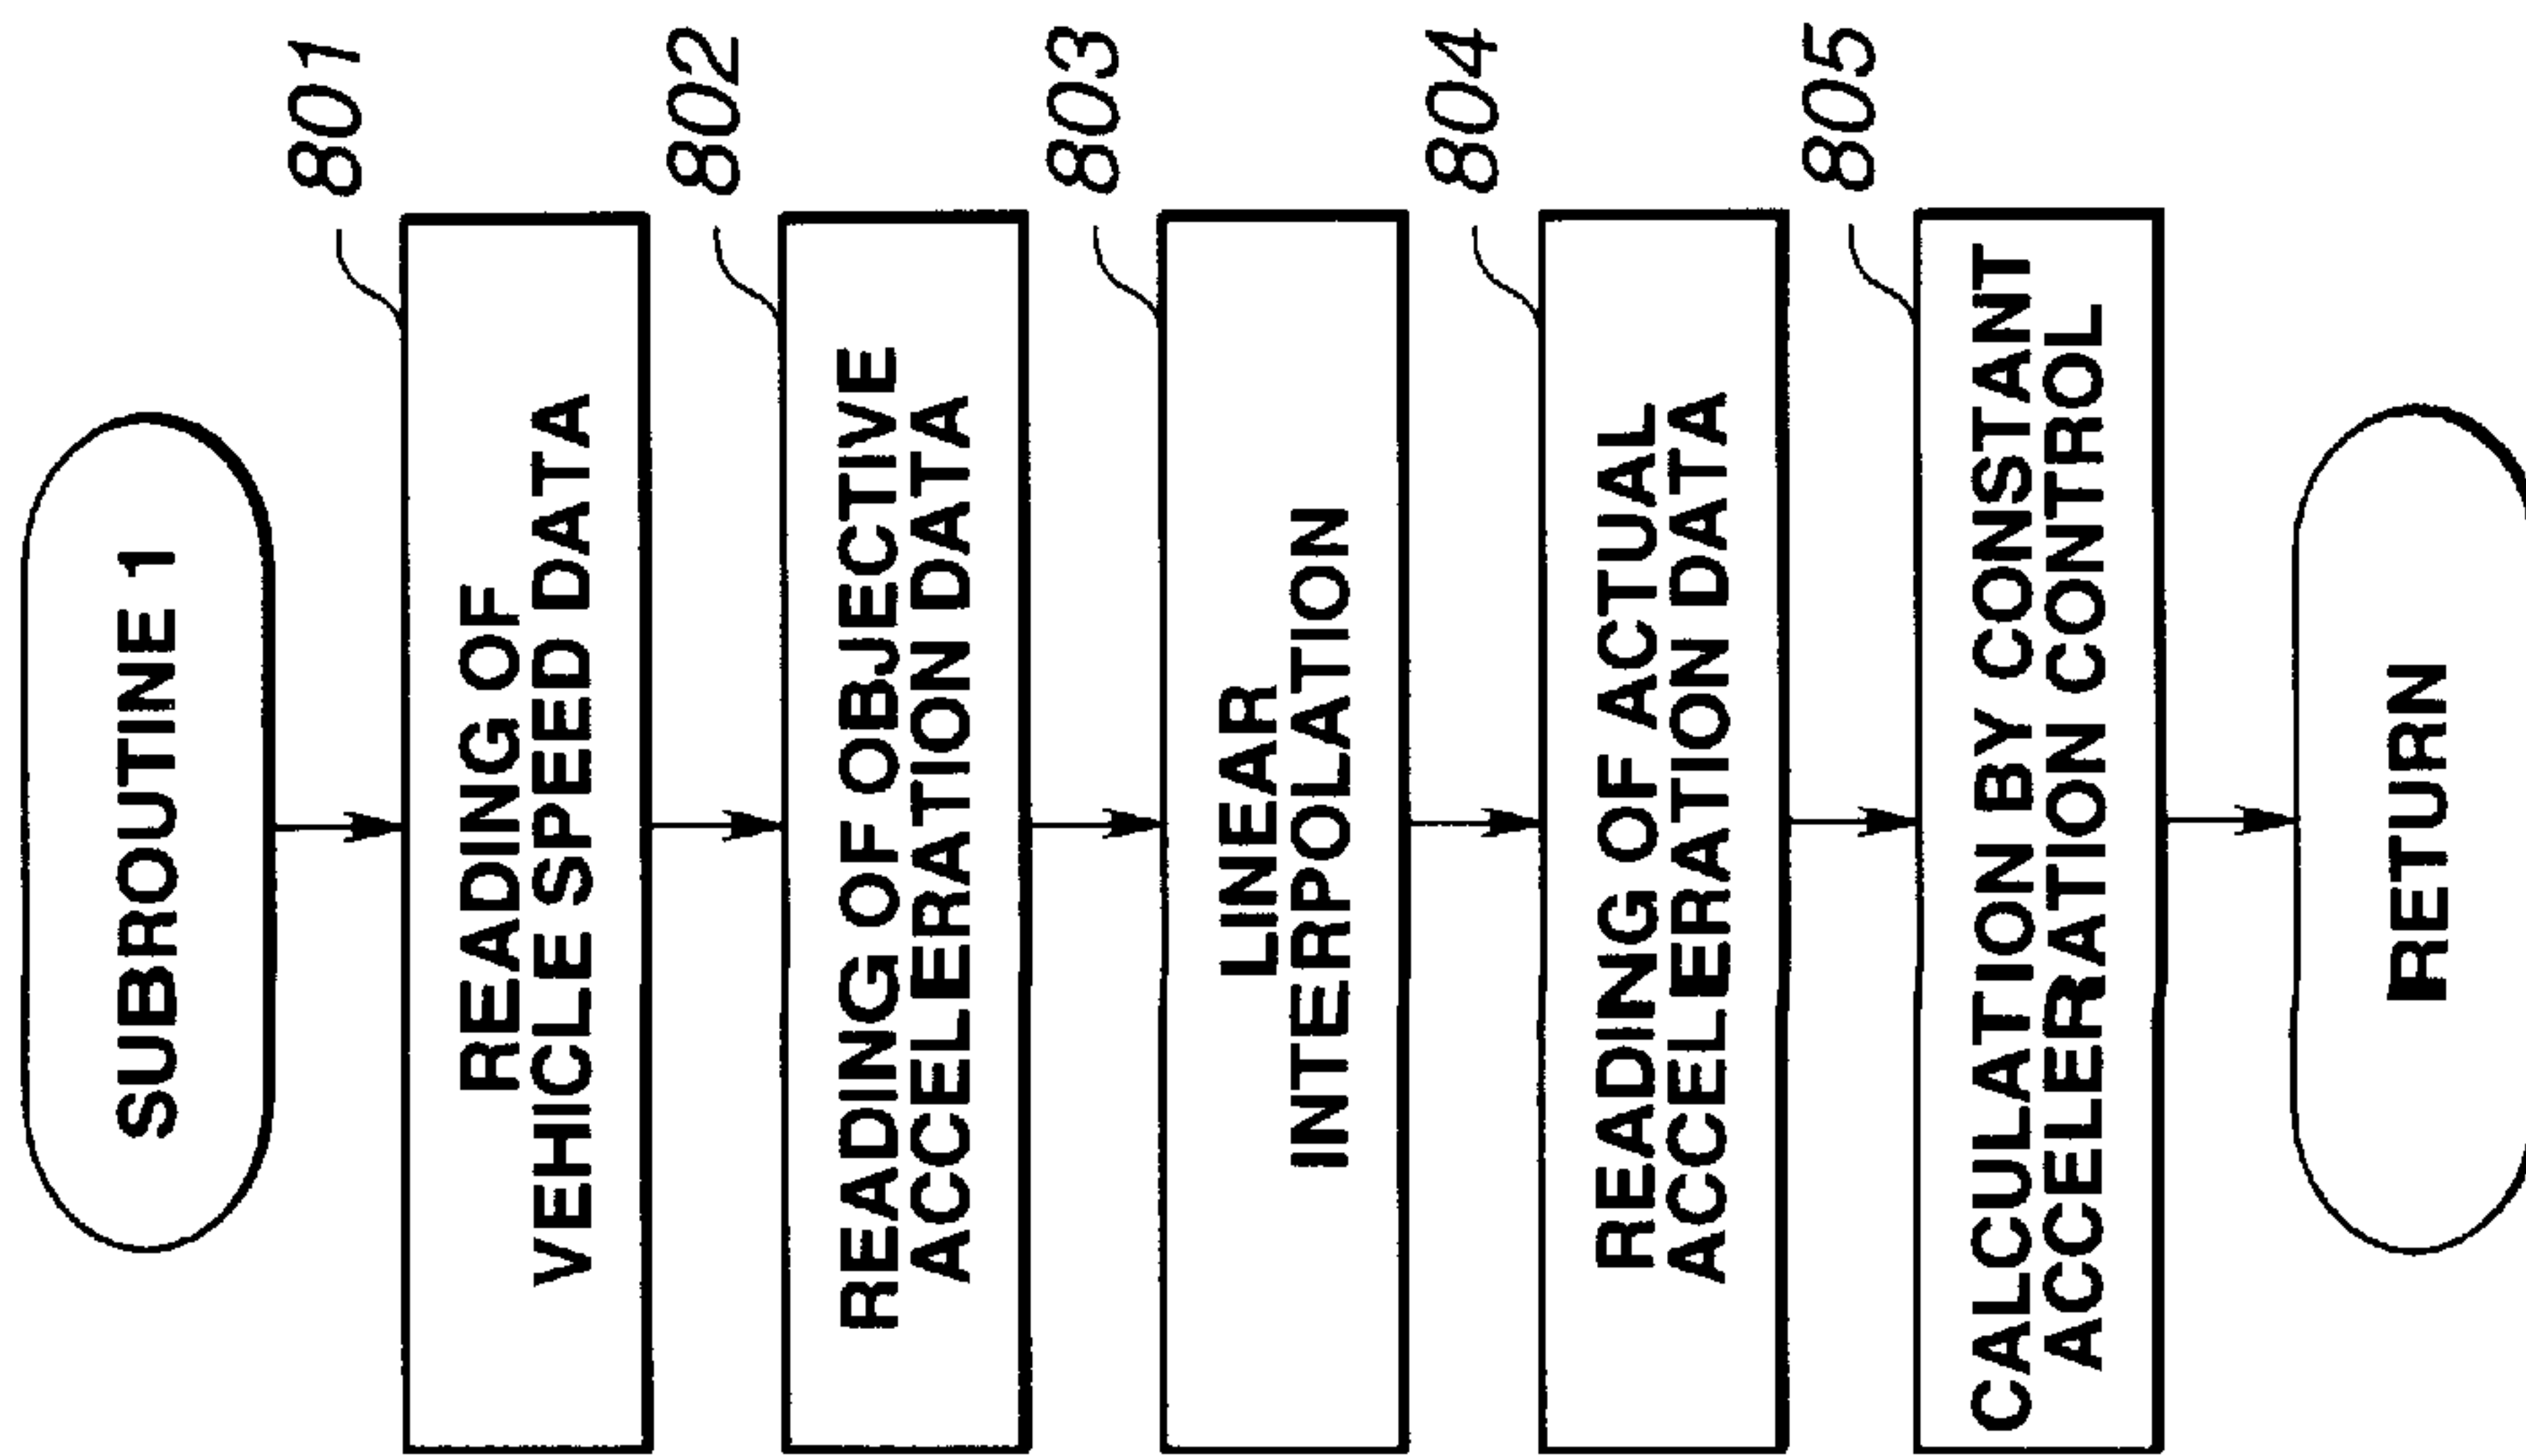 SUBROUTINE 1
801
READING OF
VEHICLE SPEED DATA
802
READING OF OBJECTIVE
ACCELERATION DATA
803
LINEAR
INTERPOLATION
804
READING OF ACTUAL
ACCELERATION DATA
805
CALCULATION BY CONSTANT
ACCELERATION CONTROL
RETURN